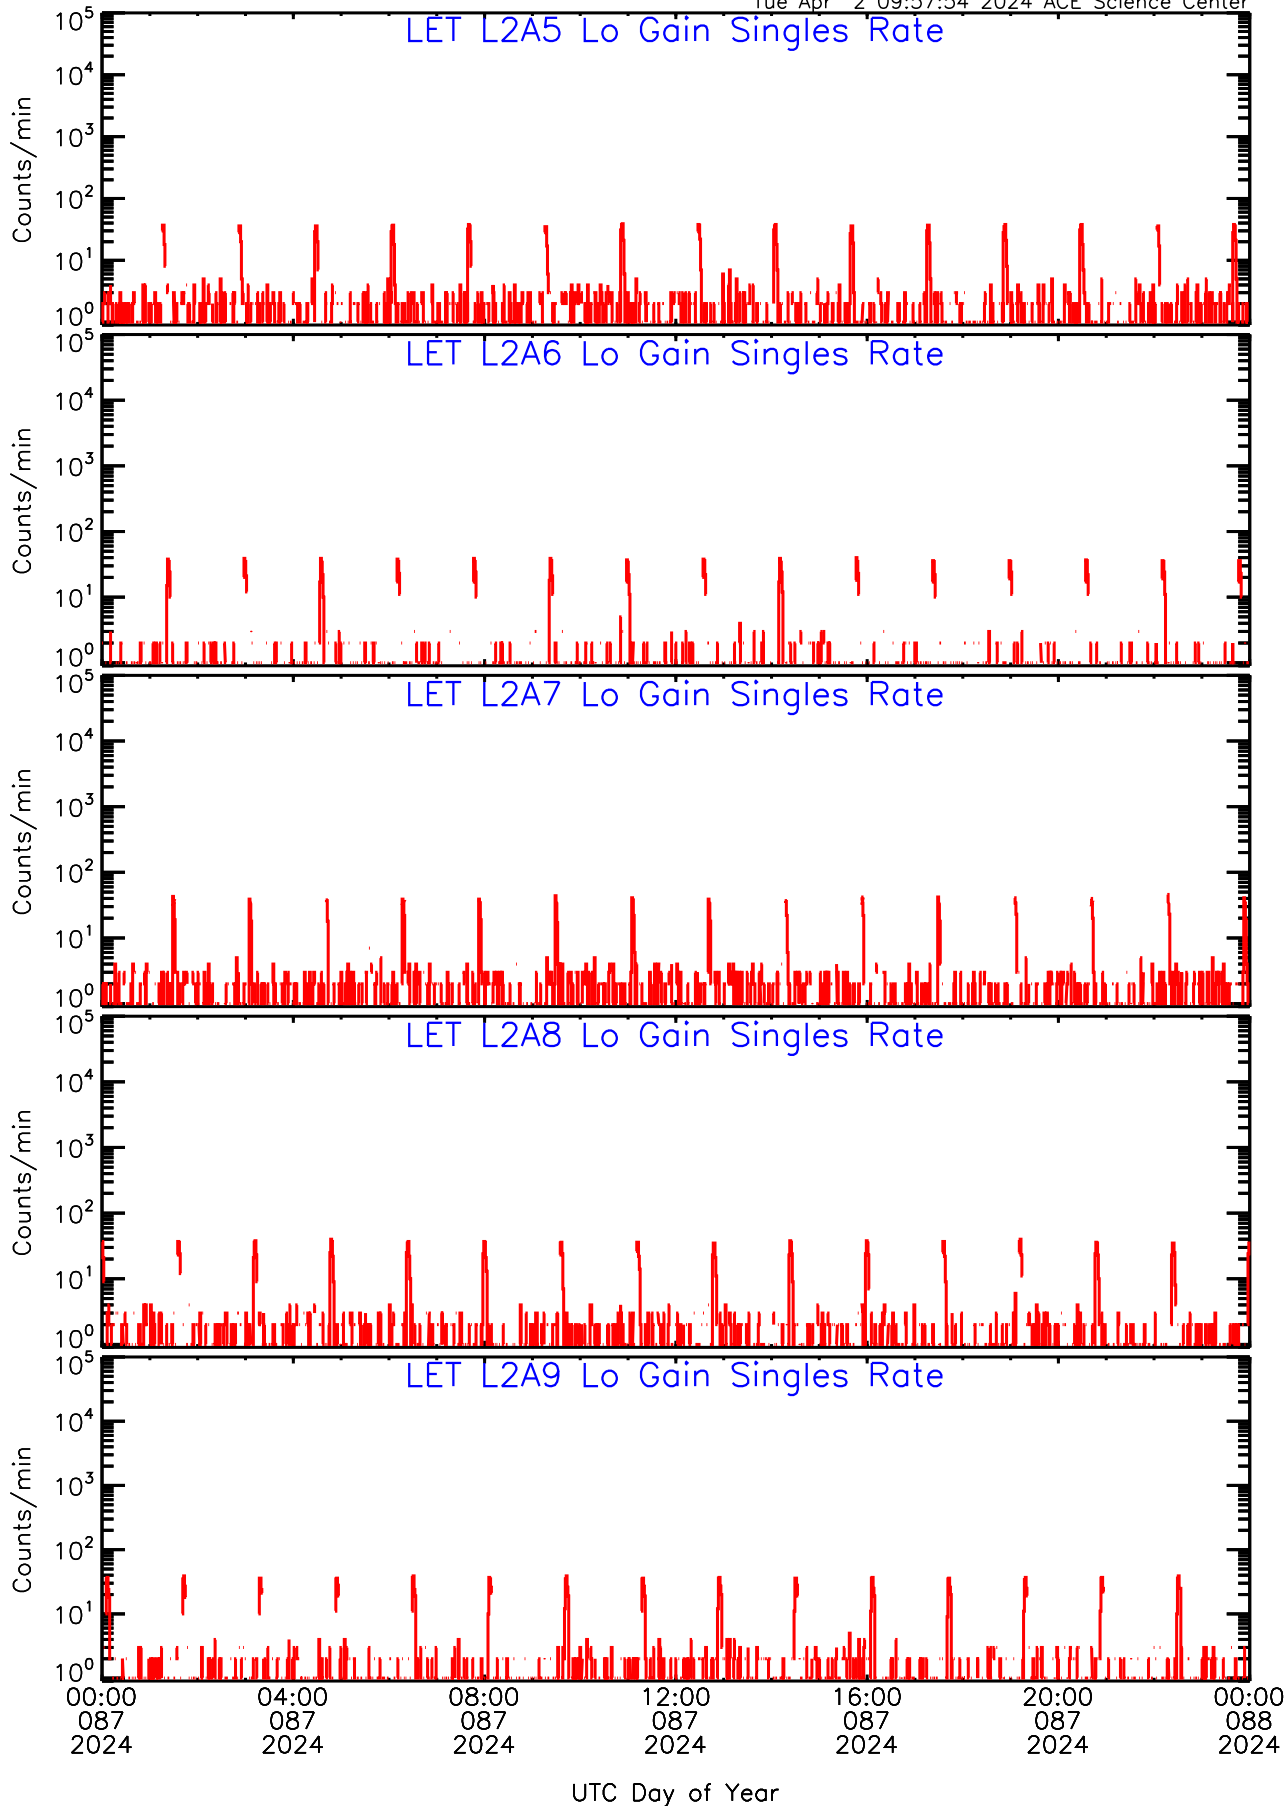 Tue Apr 2 09:57:54 2024 ACE Science Center
LET L2A5 Lo Gain Singles Rate
10^5
10^4
10^3
10^2
10^1
10^0
Counts/min
LET L2A6 Lo Gain Singles Rate
10^5
10^4
10^3
10^2
10^1
10^0
Counts/min
LET L2A7 Lo Gain Singles Rate
10^5
10^4
10^3
10^2
10^1
10^0
Counts/min
LET L2A8 Lo Gain Singles Rate
10^5
10^4
10^3
10^2
10^1
10^0
Counts/min
LET L2A9 Lo Gain Singles Rate
10^5
10^4
10^3
10^2
10^1
10^0
Counts/min
00:00 04:00 08:00 12:00 16:00 20:00 00:00
087 087 087 087 087 087 088
2024 2024 2024 2024 2024 2024 2024
UTC Day of Year